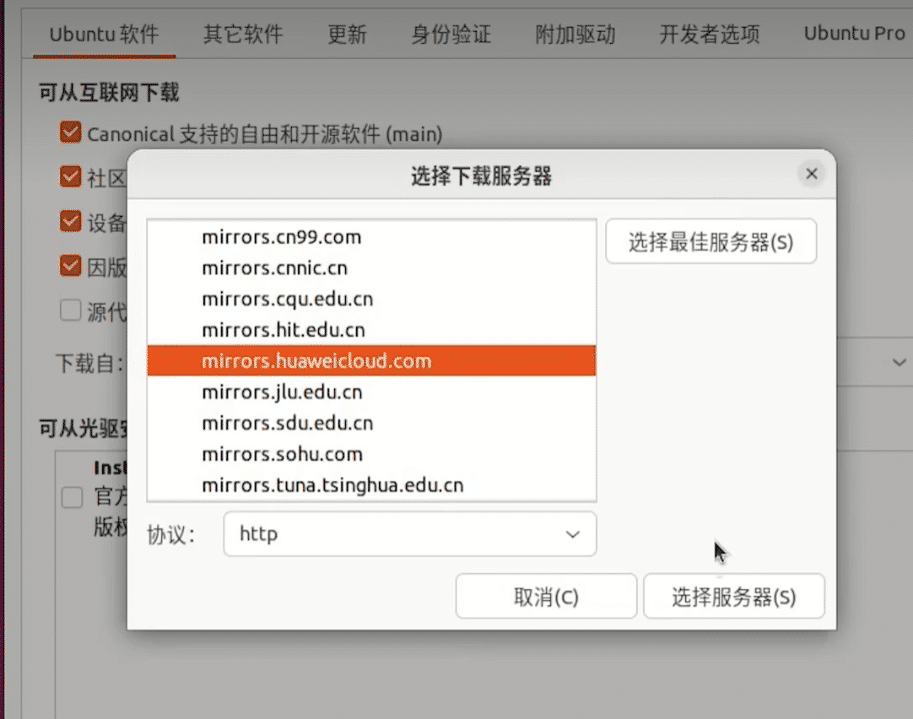 Ubuntu 软件 其它软件 更新 身份验证 附加驱动 开发者选项 Ubuntu Pro
可从互联网下载
Canonical 支持的自由和开源软件 (main)
社区
设备
因版
源代
下载自:
可从光驱安
Inst
官方
版权
选择下载服务器
mirrors.cn99.com
mirrors.cnnic.cn
mirrors.cqu.edu.cn
mirrors.hit.edu.cn
mirrors.huaweicloud.com
mirrors.jlu.edu.cn
mirrors.sdu.edu.cn
mirrors.sohu.com
mirrors.tuna.tsinghua.edu.cn
选择最佳服务器(S)
协议: http
取消(C) 选择服务器(S)